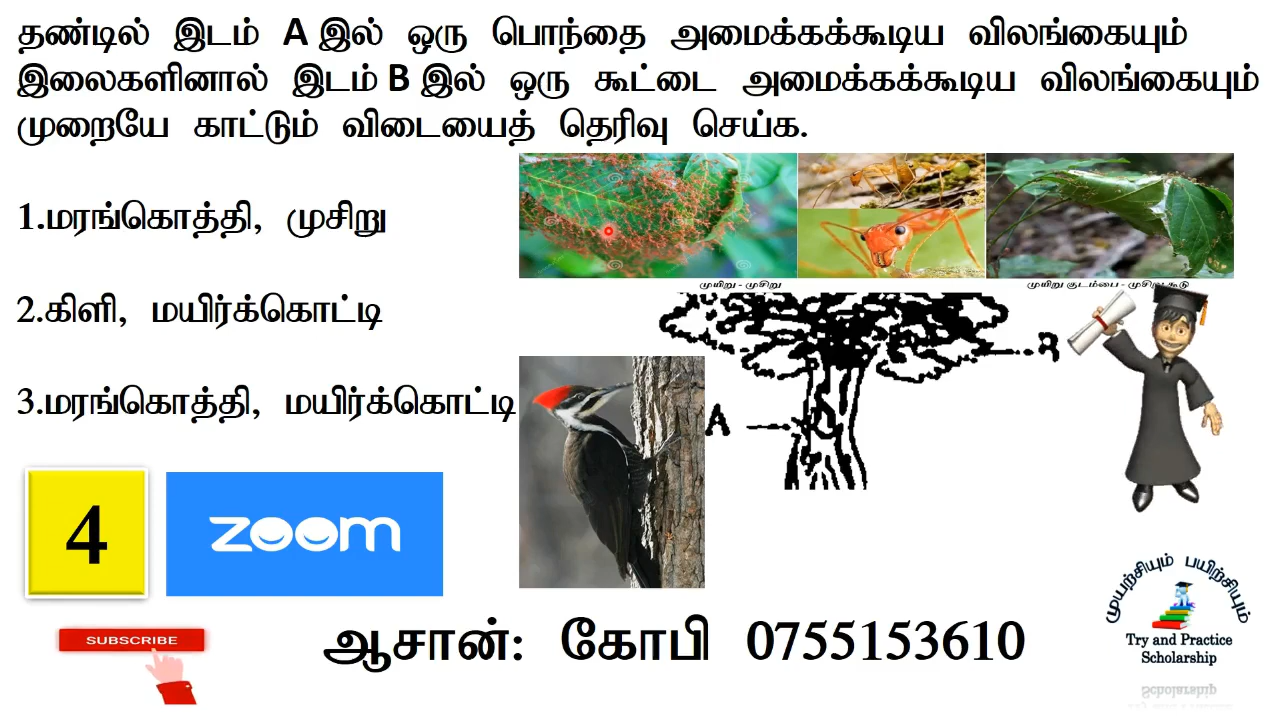 தண்டில் இடம் A இல் ஒரு பொந்தை அமைக்கக்கூடிய விலங்கையும்
இலைகளினால் இடம் B இல் ஒரு கூட்டை அமைக்கக்கூடிய விலங்கையும்
முறையே காட்டும் விடையைத் தெரிவு செய்க.
1.மரங்கொத்தி, முசிறு
முயிறு - முசிறு
முயிறு குடம்பை - முசிறு கூடு
2.கிளி, மயிர்க்கொட்டி
B
3.மரங்கொத்தி, மயிர்க்கொட்டி
A
4
zoom
SUBSCRIBE
ஆசான்: கோபி 0755153610
முயற்சியும் பயிற்சியும்
Try and Practice
Scholarship